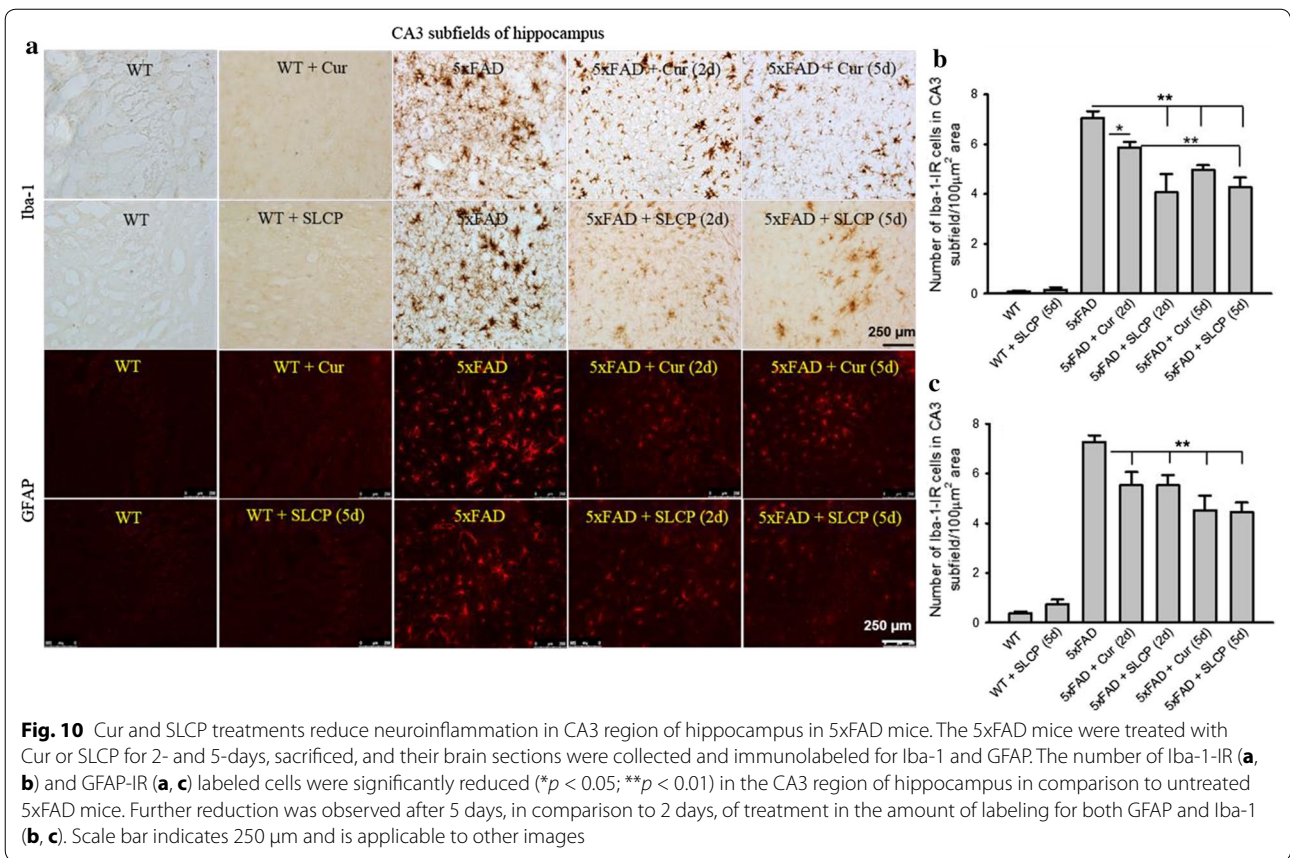 CA3 subfields of hippocampus
a
Iba-1
WT
WT + Cur
5xFAD
5xFAD + Cur (2d)
5xFAD + Cur (5d)
WT
WT + SLCP
5xFAD
5xFAD + SLCP (2d)
5xFAD + SLCP (5d)
250 µm
GFAP
WT
WT + Cur
5xFAD
5xFAD + Cur (2d)
5xFAD + Cur (5d)
WT
WT + SLCP (5d)
5xFAD
5xFAD + SLCP (2d)
5xFAD + SLCP (5d)
250 µm
b
Number of Iba-1-IR cells in CA3
subfield/100µm² area
8
6
4
2
0
**
*
**
WT
WT + SLCP (5d)
5xFAD
5xFAD + Cur (2d)
5xFAD + SLCP (2d)
5xFAD + Cur (5d)
5xFAD + SLCP (5d)
c
Number of Iba-1-IR cells in CA3
subfield/100µm² area
8
6
4
2
0
**
WT
WT + SLCP (5d)
5xFAD
5xFAD + Cur (2d)
5xFAD + SLCP (2d)
5xFAD + Cur (5d)
5xFAD + SLCP (5d)
Fig. 10 Cur and SLCP treatments reduce neuroinflammation in CA3 region of hippocampus in 5xFAD mice. The 5xFAD mice were treated with
Cur or SLCP for 2- and 5-days, sacrificed, and their brain sections were collected and immunolabeled for Iba-1 and GFAP. The number of Iba-1-IR (a,
b) and GFAP-IR (a, c) labeled cells were significantly reduced (*p < 0.05; **p < 0.01) in the CA3 region of hippocampus in comparison to untreated
5xFAD mice. Further reduction was observed after 5 days, in comparison to 2 days, of treatment in the amount of labeling for both GFAP and Iba-1
(b, c). Scale bar indicates 250 µm and is applicable to other images